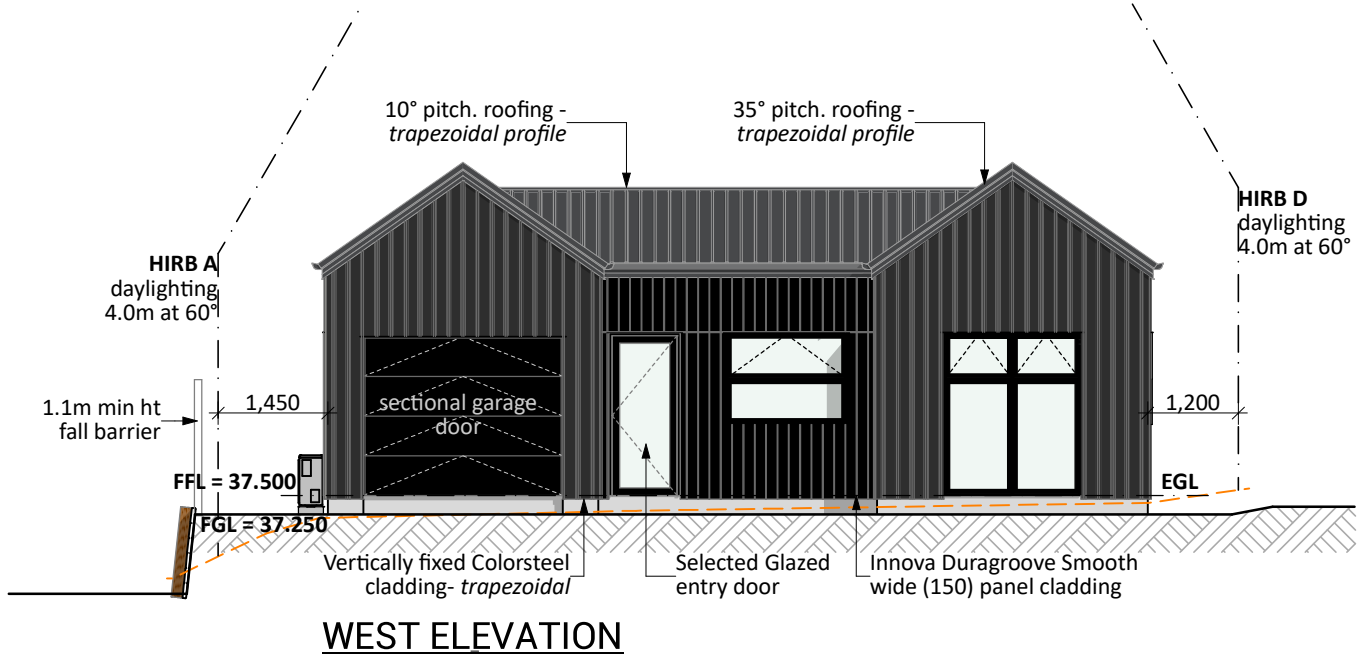 10° pitch. roofing -
trapezoidal profile
35° pitch. roofing -
trapezoidal profile
HIRB A
daylighting
4.0m at 60°
HIRB D
daylighting
4.0m at 60°
1.1m min ht
fall barrier
1,450
sectional garage
door
1,200
FFL = 37.500
EGL
FGL = 37.250
Vertically fixed Colorsteel
cladding- trapezoidal
Selected Glazed
entry door
Innova Duragroove Smooth
wide (150) panel cladding
WEST ELEVATION